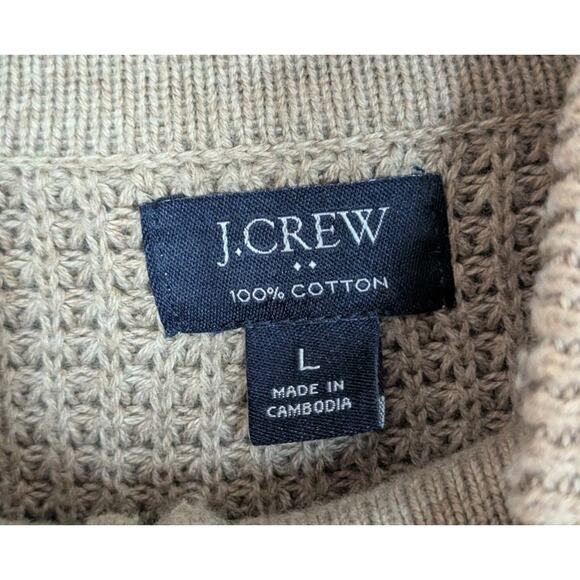 J.CREW
100% COTTON
L
MADE IN
CAMBODIA